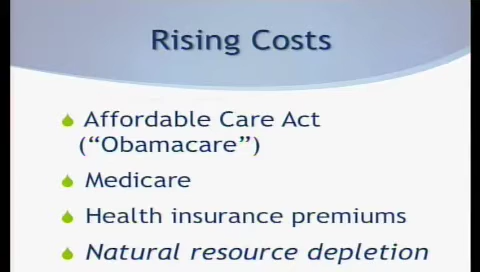 Rising Costs
Affordable Care Act
("Obamacare")
Medicare
Health insurance premiums
Natural resource depletion